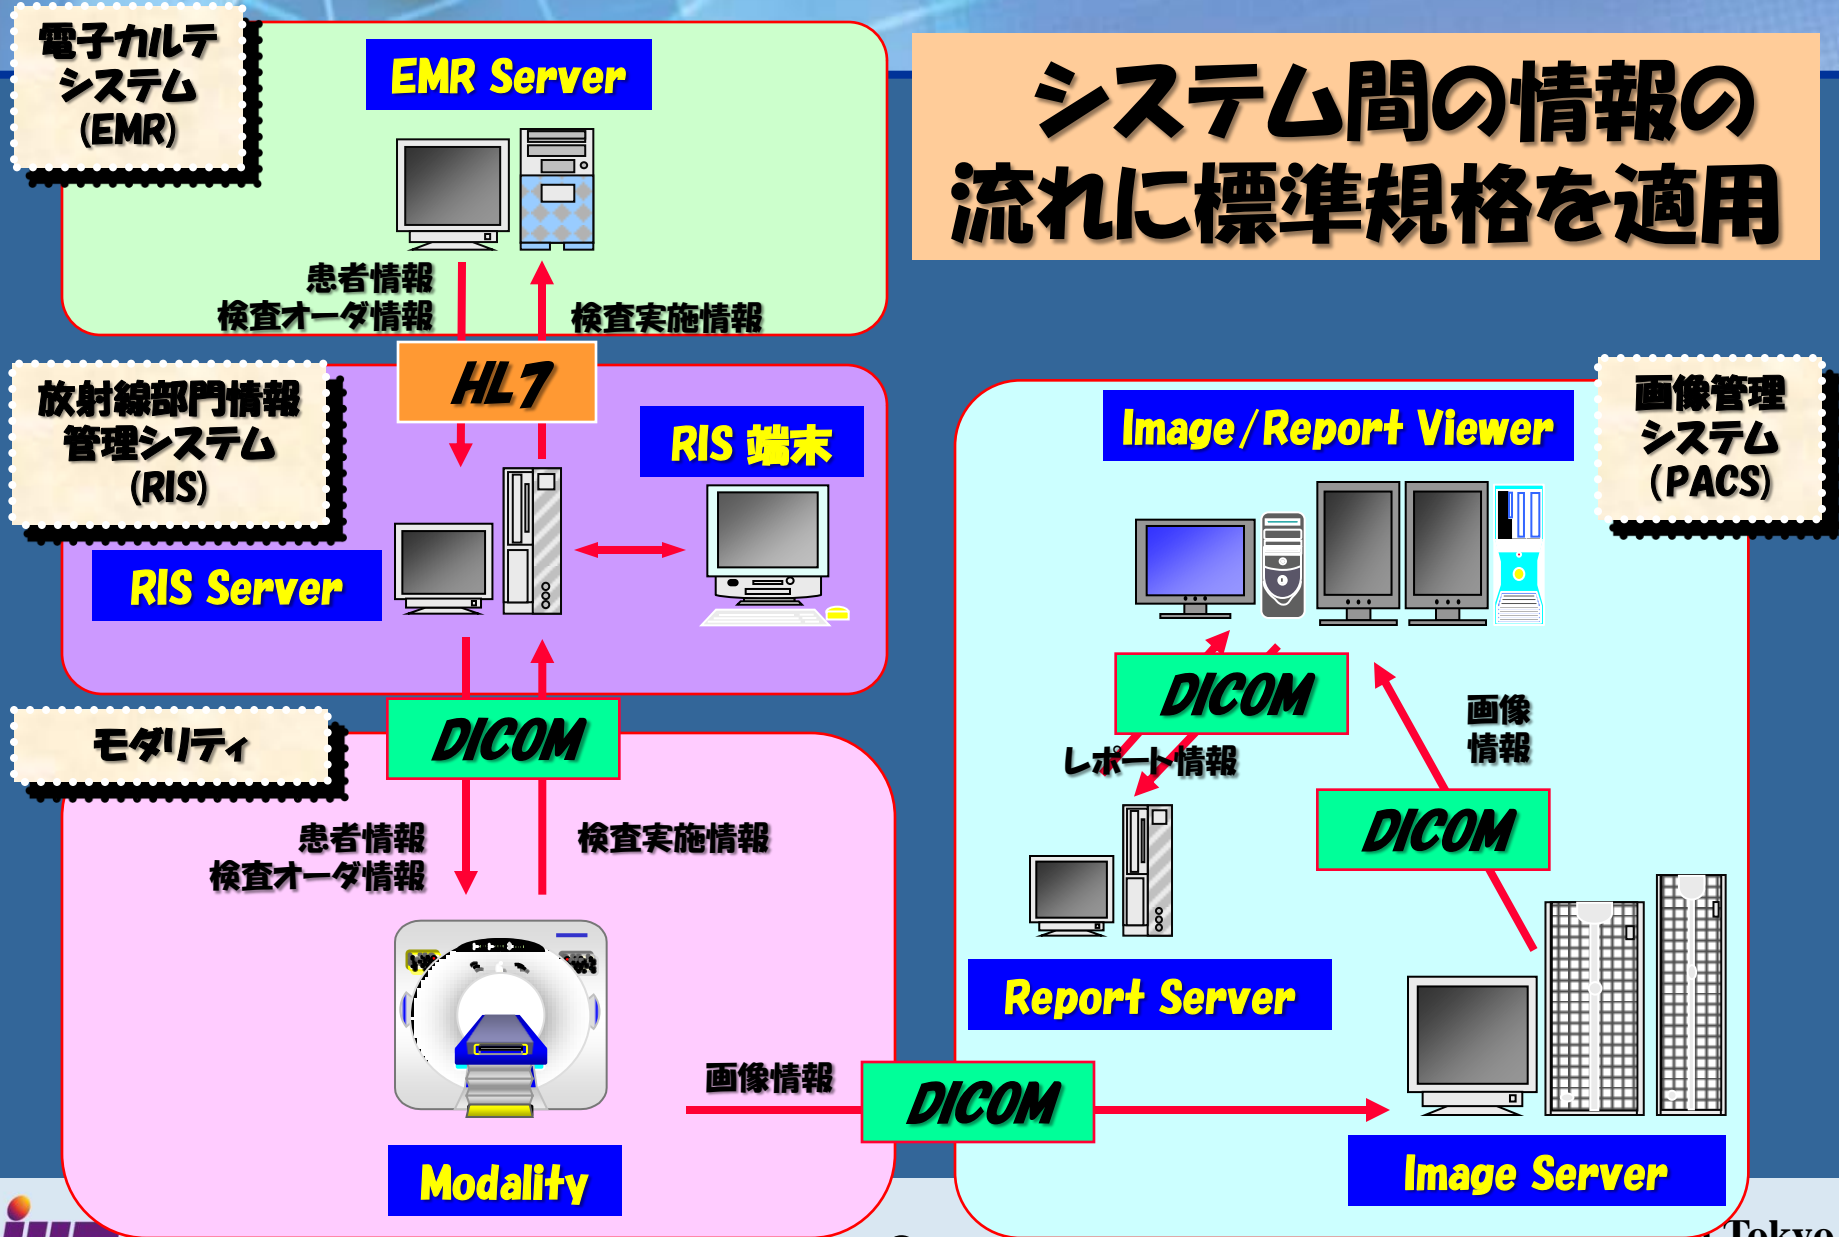 電子カルテ
システム
(EMR)
EMR Server
システム間の情報の
流れに標準規格を適用
患者情報
検査オーダ情報
検査実施情報
HL7
放射線部門情報
管理システム
(RIS)
RIS 端末
RIS Server
画像管理
システム
(PACS)
Image/Report Viewer
DICOM
レポート情報
画像
情報
DICOM
DICOM
モダリティ
患者情報
検査オーダ情報
検査実施情報
Report Server
画像情報
DICOM
Modality
Image Server
Tokyo